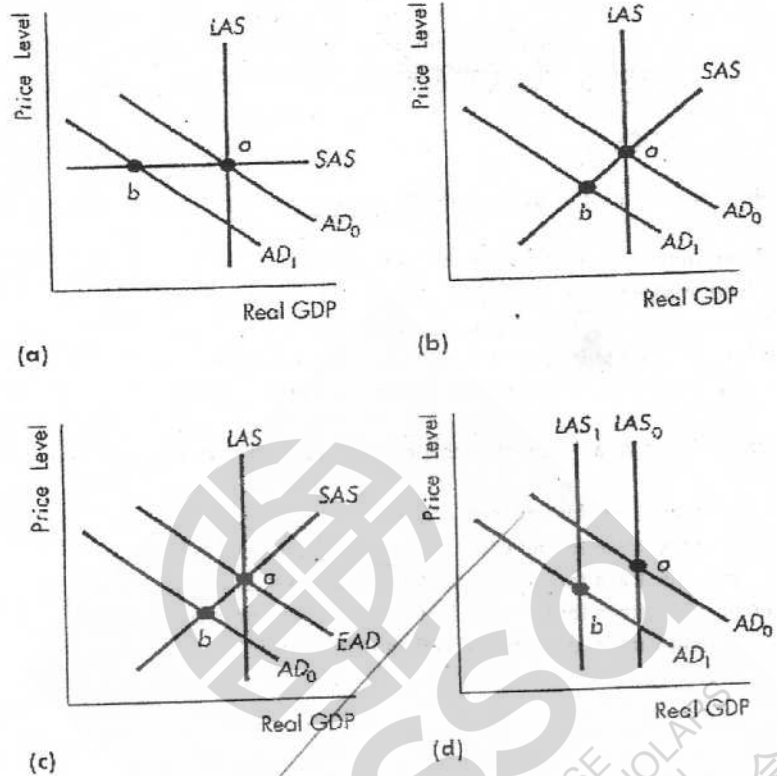 Price Level
LAS
SAS
a
b
AD0
AD1
Real GDP
(a)
Price Level
LAS
SAS
a
b
AD0
AD1
Real GDP
(b)
Price Level
LAS
SAS
a
b
EAD
AD0
Real GDP
(c)
Price Level
LAS1 LAS0
a
b
AD0
AD1
Real GDP
(d)
ssa